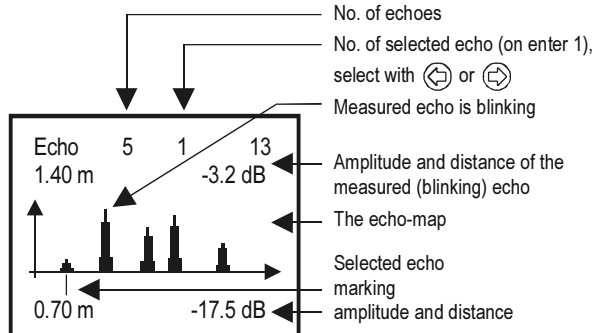 No. of echoes
No. of selected echo (on enter 1),
select with or
Measured echo is blinking
Echo 5 1 13
1.40 m -3.2 dB
Amplitude and distance of the
measured (blinking) echo
The echo-map
Selected echo
marking
0.70 m -17.5 dB
amplitude and distance